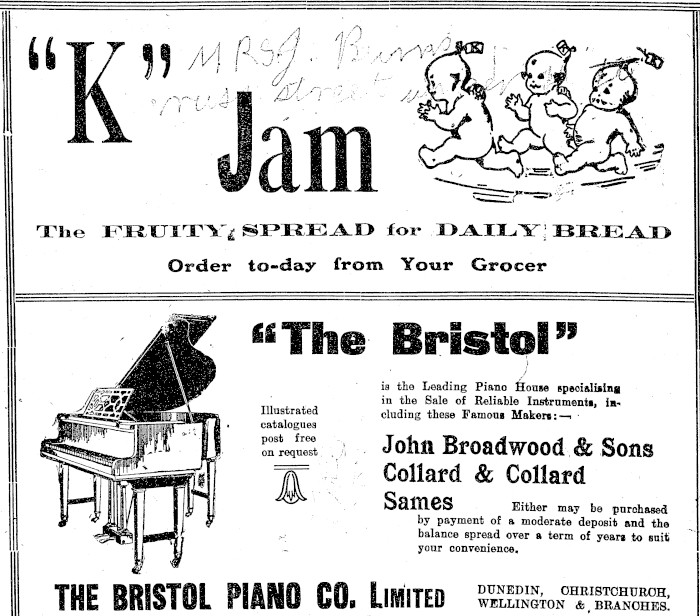 "K"
MRS J. Burns
street
Jam
The FRUITY SPREAD for DAILY BREAD
Order to-day from Your Grocer
"The Bristol"
is the Leading Piano House specialising
in the Sale of Reliable Instruments, in-
cluding these Famous Makers:—
Illustrated
catalogues
post free
on request
John Broadwood & Sons
Collard & Collard
Sames
Either may be purchased
by payment of a moderate deposit and the
balance spread over a term of years to suit
your convenience.
THE BRISTOL PIANO CO. LIMITED
DUNEDIN, CHRISTCHURCH,
WELLINGTON & BRANCHES.